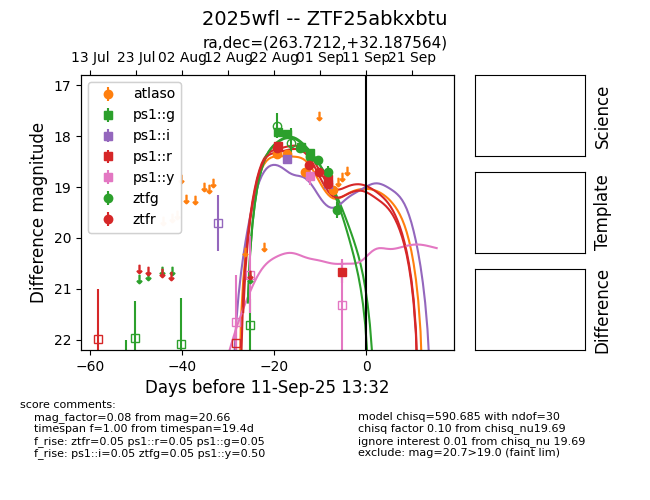 2025wfl -- ZTF25abkxbtu
ra,dec=(263.7212,+32.187564)
13 Jul 23 Jul 02 Aug 12 Aug 22 Aug 01 Sep 11 Sep 21 Sep
17
18
19
20
21
22
Difference magnitude
atlaso
ps1::g
ps1::i
ps1::r
ps1::y
ztfg
ztfr
−60 −40 −20 0
Days before 11-Sep-25 13:32
Science
Template
Difference
score comments:
mag_factor=0.08 from mag=20.66
timespan f=1.00 from timespan=19.4d
f_rise: ztfr=0.05 ps1::r=0.05 ps1::g=0.05
f_rise: ps1::i=0.05 ztfg=0.05 ps1::y=0.50
model chisq=590.685 with ndof=30
chisq factor 0.10 from chisq_nu19.69
ignore interest 0.01 from chisq_nu 19.69
exclude: mag=20.7>19.0 (faint lim)